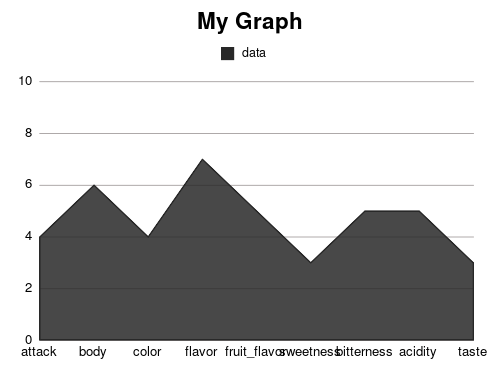 My Graph
data
10
8
6
4
2
0
attack body color flavor fruit_flavor sweetness bitterness acidity taste